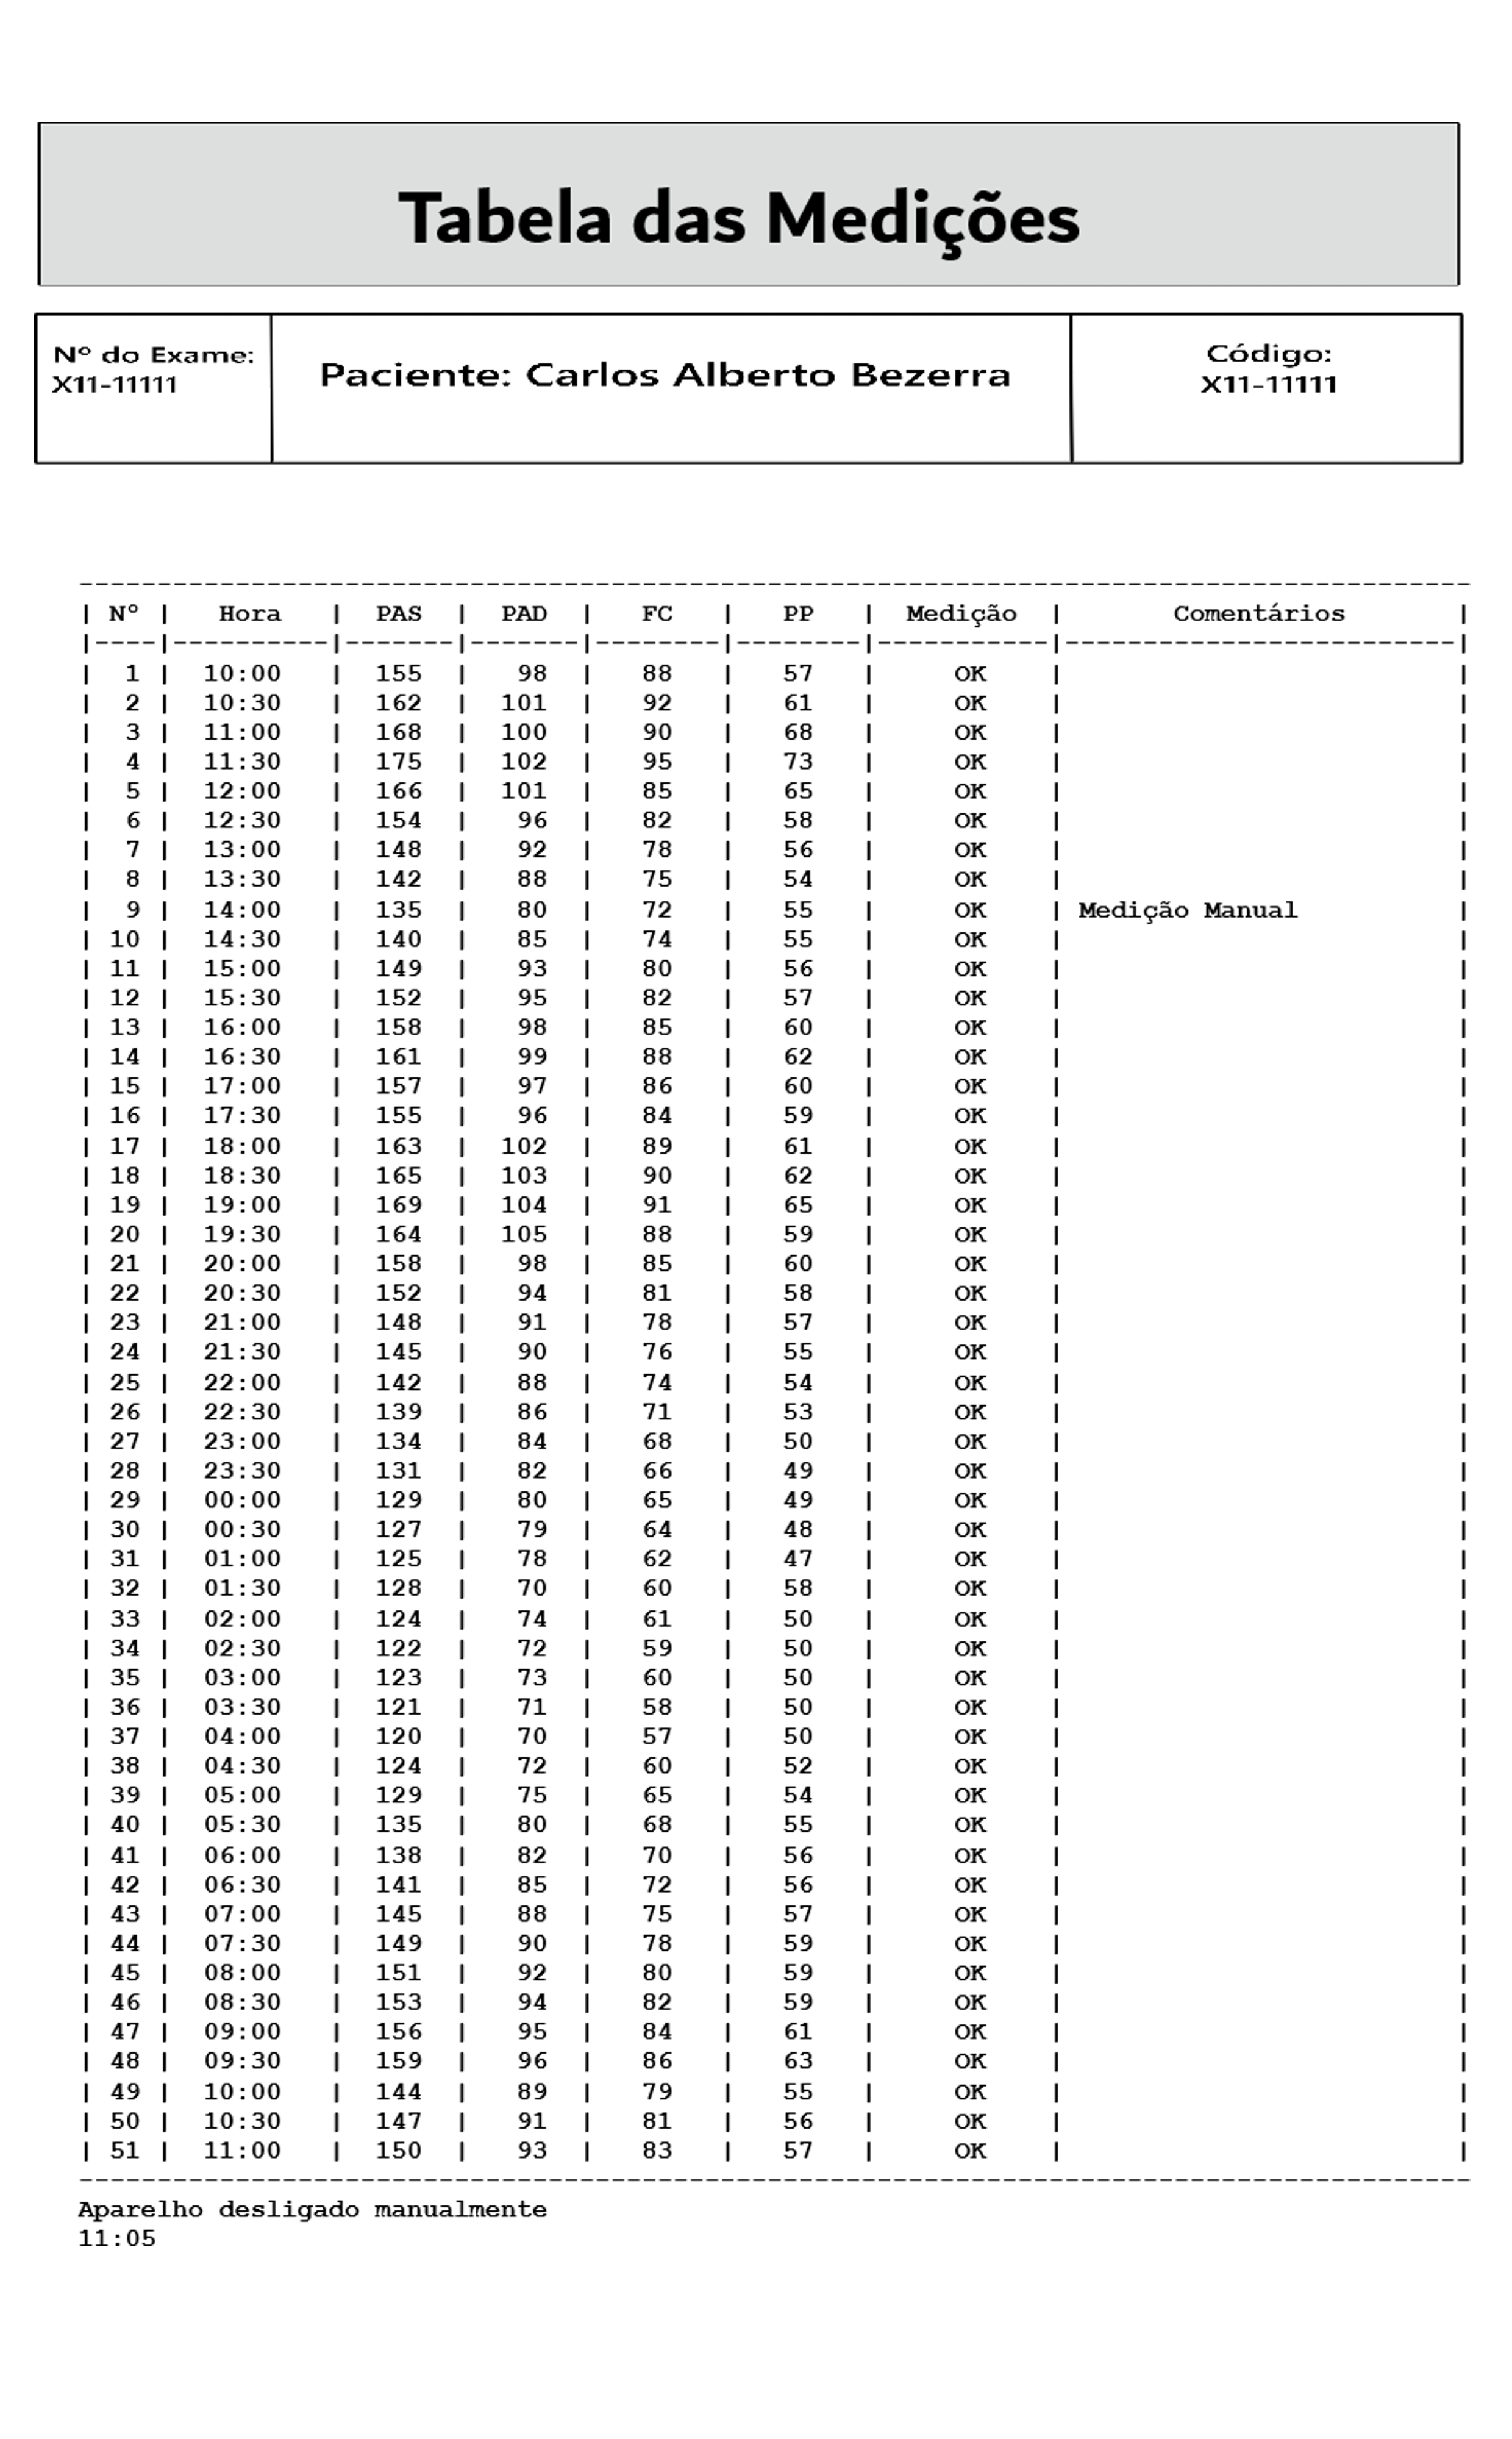 Tabela das Medições
Nº do Exame:
X11-11111
Paciente: Carlos Alberto Bezerra
Código:
X11-11111
| Nº | Hora | PAS | PAD | FC | PP | Medição | Comentários |
| 1 | 10:00 | 155 | 98 | 88 | 57 | OK | |
| 2 | 10:30 | 162 | 101 | 92 | 61 | OK | |
| 3 | 11:00 | 168 | 100 | 90 | 68 | OK | |
| 4 | 11:30 | 175 | 102 | 95 | 73 | OK | |
| 5 | 12:00 | 166 | 101 | 85 | 65 | OK | |
| 6 | 12:30 | 154 | 96 | 82 | 58 | OK | |
| 7 | 13:00 | 148 | 92 | 78 | 56 | OK | |
| 8 | 13:30 | 142 | 88 | 75 | 54 | OK | |
| 9 | 14:00 | 135 | 80 | 72 | 55 | OK | Medição Manual |
| 10 | 14:30 | 140 | 85 | 74 | 55 | OK | |
| 11 | 15:00 | 149 | 93 | 80 | 56 | OK | |
| 12 | 15:30 | 152 | 95 | 82 | 57 | OK | |
| 13 | 16:00 | 158 | 98 | 85 | 60 | OK | |
| 14 | 16:30 | 161 | 99 | 88 | 62 | OK | |
| 15 | 17:00 | 157 | 97 | 86 | 60 | OK | |
| 16 | 17:30 | 155 | 96 | 84 | 59 | OK | |
| 17 | 18:00 | 163 | 102 | 89 | 61 | OK | |
| 18 | 18:30 | 165 | 103 | 90 | 62 | OK | |
| 19 | 19:00 | 169 | 104 | 91 | 65 | OK | |
| 20 | 19:30 | 164 | 105 | 88 | 59 | OK | |
| 21 | 20:00 | 158 | 98 | 85 | 60 | OK | |
| 22 | 20:30 | 152 | 94 | 81 | 58 | OK | |
| 23 | 21:00 | 148 | 91 | 78 | 57 | OK | |
| 24 | 21:30 | 145 | 90 | 76 | 55 | OK | |
| 25 | 22:00 | 142 | 88 | 74 | 54 | OK | |
| 26 | 22:30 | 139 | 86 | 71 | 53 | OK | |
| 27 | 23:00 | 134 | 84 | 68 | 50 | OK | |
| 28 | 23:30 | 131 | 82 | 66 | 49 | OK | |
| 29 | 00:00 | 129 | 80 | 65 | 49 | OK | |
| 30 | 00:30 | 127 | 79 | 64 | 48 | OK | |
| 31 | 01:00 | 125 | 78 | 62 | 47 | OK | |
| 32 | 01:30 | 128 | 70 | 60 | 58 | OK | |
| 33 | 02:00 | 124 | 74 | 61 | 50 | OK | |
| 34 | 02:30 | 122 | 72 | 59 | 50 | OK | |
| 35 | 03:00 | 123 | 73 | 60 | 50 | OK | |
| 36 | 03:30 | 121 | 71 | 58 | 50 | OK | |
| 37 | 04:00 | 120 | 70 | 57 | 50 | OK | |
| 38 | 04:30 | 124 | 72 | 60 | 52 | OK | |
| 39 | 05:00 | 129 | 75 | 65 | 54 | OK | |
| 40 | 05:30 | 135 | 80 | 68 | 55 | OK | |
| 41 | 06:00 | 138 | 82 | 70 | 56 | OK | |
| 42 | 06:30 | 141 | 85 | 72 | 56 | OK | |
| 43 | 07:00 | 145 | 88 | 75 | 57 | OK | |
| 44 | 07:30 | 149 | 90 | 78 | 59 | OK | |
| 45 | 08:00 | 151 | 92 | 80 | 59 | OK | |
| 46 | 08:30 | 153 | 94 | 82 | 59 | OK | |
| 47 | 09:00 | 156 | 95 | 84 | 61 | OK | |
| 48 | 09:30 | 159 | 96 | 86 | 63 | OK | |
| 49 | 10:00 | 144 | 89 | 79 | 55 | OK | |
| 50 | 10:30 | 147 | 91 | 81 | 56 | OK | |
| 51 | 11:00 | 150 | 93 | 83 | 57 | OK | |
Aparelho desligado manualmente
11:05